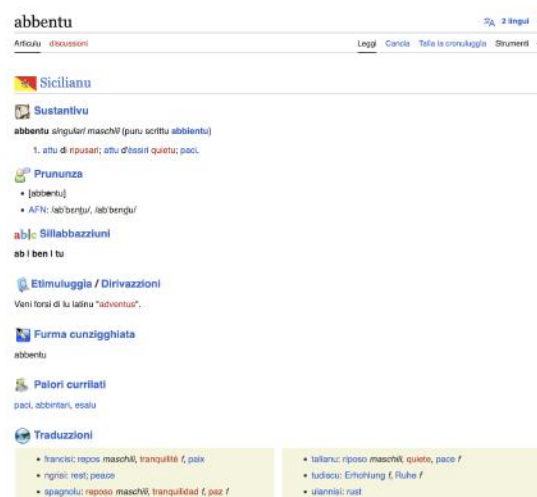 abbentu
2 lingui
Articulu discussioni
Leggi Cancia Talìa la cronuluggìa Strumenti
Sicilianu
Sustantivu
abbentu singulari maschili (puru scrittu abbientu)
1. attu di ripusari; attu d'èssiri quietu; paci.
Prununza
[abbentu]
AFN: /abˈbɛnʈu/, /abˈbɛnɖu/
Sillabbazziuni
ab | ben | tu
Etimuluggìa / Dirivazzioni
Veni forsi di lu latinu "adventus".
Furma cunzigghiata
abbentu
Palori currilati
paci, abbintari, esalu
Traduzzioni
francisi: repos maschili, tranquillité f, paix
ngrisi: rest; peace
spagnolu: reposo maschili, tranquilidad f, paz f
talianu: riposo maschili, quiete, pace f
tudiscu: Erhohlung f, Ruhe f
ulannisi: rust